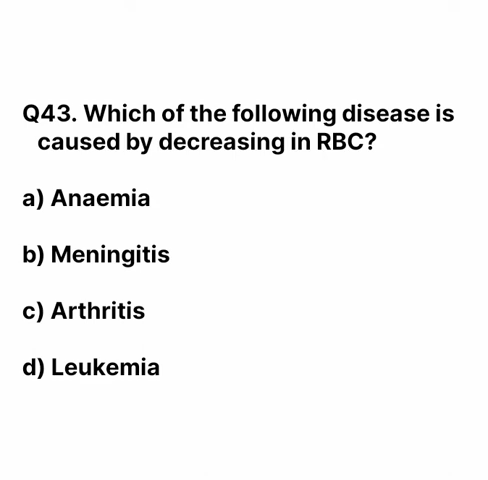 Q43. Which of the following disease is
caused by decreasing in RBC?
a) Anaemia
b) Meningitis
c) Arthritis
d) Leukemia